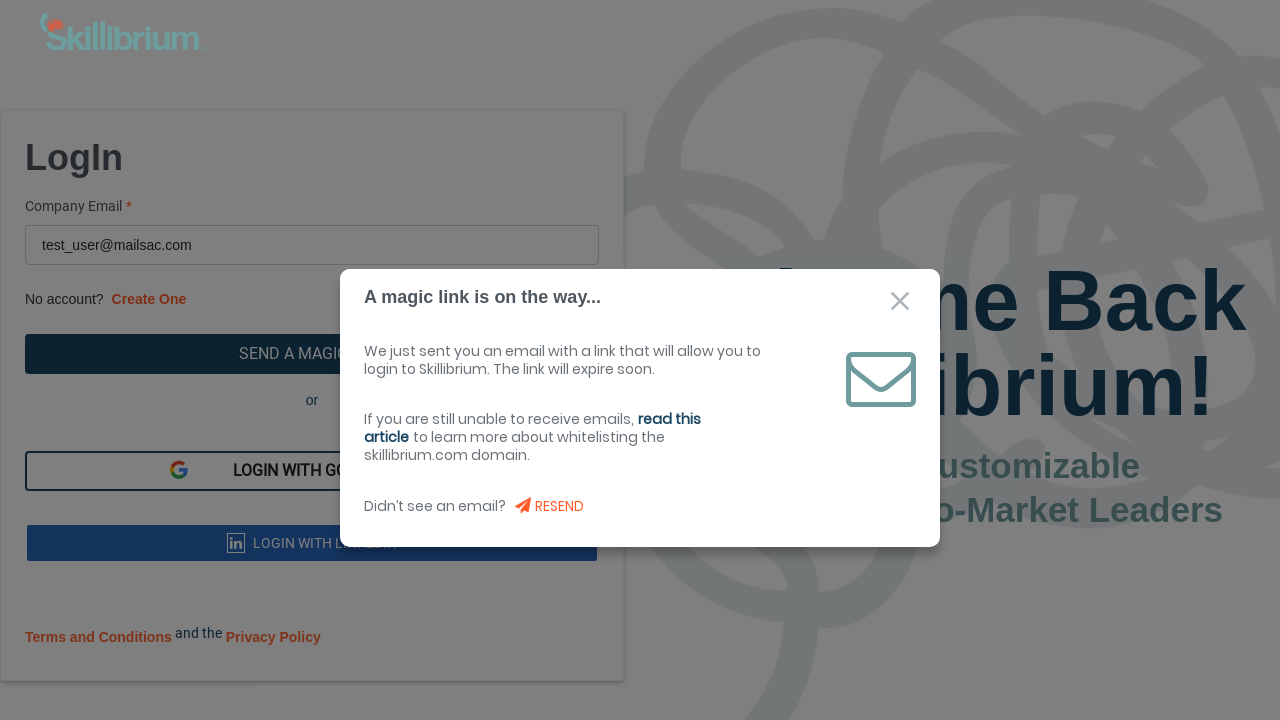 Skillibrium
LogIn
Company Email *
test_user@mailsac.com
No account? Create One
SEND A MAGIC
or
LOGIN WITH GO
LOGIN WITH
Terms and Conditions and the Privacy Policy
A magic link is on the way...
We just sent you an email with a link that will allow you to
login to Skillibrium. The link will expire soon.
If you are still unable to receive emails, read this
article to learn more about whitelisting the
skillibrium.com domain.
Didn't see an email? RESEND
me Back
ibrium!
ustomizable
o-Market Leaders